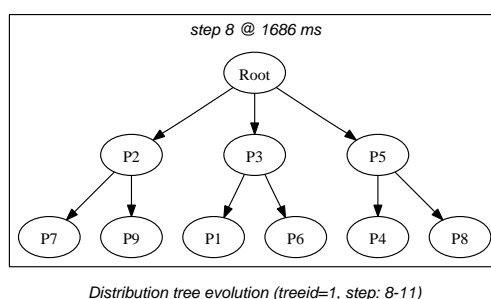 step 8 @ 1686 ms
Root
P2 P3 P5
P7 P9 P1 P6 P4 P8
Distribution tree evolution (treeid=1, step: 8-11)